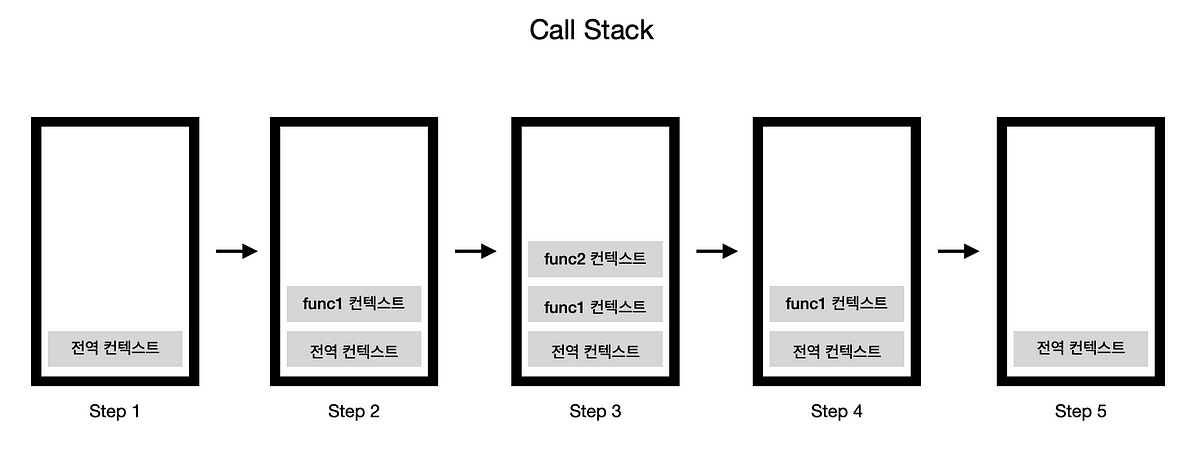 Call Stack
전역 컨텍스트
Step 1
func1 컨텍스트
전역 컨텍스트
Step 2
func2 컨텍스트
func1 컨텍스트
전역 컨텍스트
Step 3
func1 컨텍스트
전역 컨텍스트
Step 4
전역 컨텍스트
Step 5